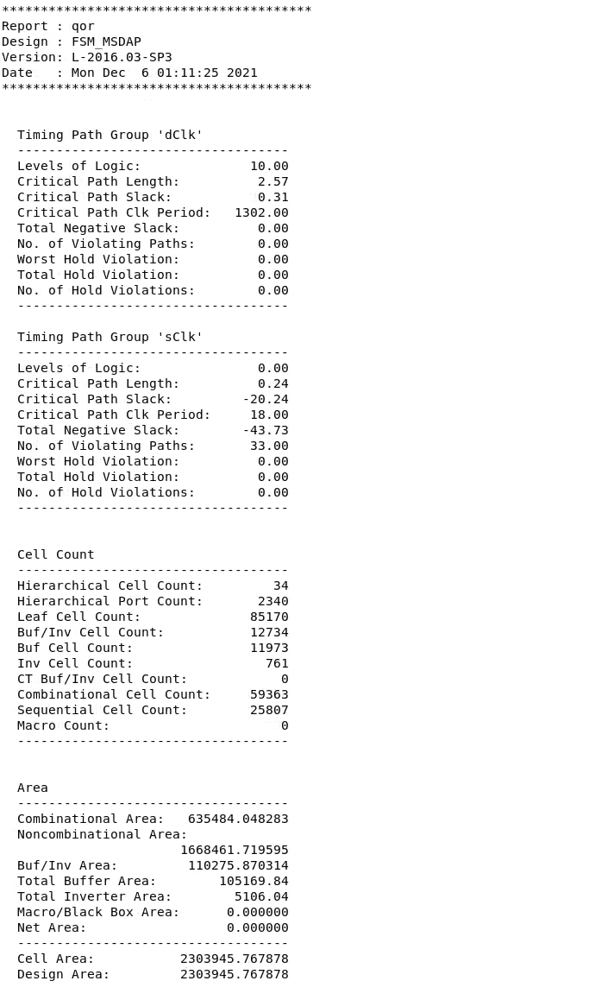 ****************************************
Report : qor
Design : FSM_MSDAP
Version: L-2016.03-SP3
Date   : Mon Dec  6 01:11:25 2021
****************************************
Timing Path Group 'dClk'
-----------------------------------
Levels of Logic:              10.00
Critical Path Length:          2.57
Critical Path Slack:           0.31
Critical Path Clk Period:   1302.00
Total Negative Slack:          0.00
No. of Violating Paths:        0.00
Worst Hold Violation:          0.00
Total Hold Violation:          0.00
No. of Hold Violations:        0.00
-----------------------------------
Timing Path Group 'sClk'
-----------------------------------
Levels of Logic:               0.00
Critical Path Length:          0.24
Critical Path Slack:         -20.24
Critical Path Clk Period:     18.00
Total Negative Slack:        -43.73
No. of Violating Paths:       33.00
Worst Hold Violation:          0.00
Total Hold Violation:          0.00
No. of Hold Violations:        0.00
-----------------------------------
Cell Count
-----------------------------------
Hierarchical Cell Count:         34
Hierarchical Port Count:       2340
Leaf Cell Count:              85170
Buf/Inv Cell Count:           12734
Buf Cell Count:               11973
Inv Cell Count:                 761
CT Buf/Inv Cell Count:            0
Combinational Cell Count:     59363
Sequential Cell Count:        25807
Macro Count:                      0
-----------------------------------
Area
-----------------------------------
Combinational Area:   635484.048283
Noncombinational Area:
                     1668461.719595
Buf/Inv Area:         110275.870314
Total Buffer Area:        105169.84
Total Inverter Area:        5106.04
Macro/Black Box Area:      0.000000
Net Area:                  0.000000
-----------------------------------
Cell Area:           2303945.767878
Design Area:         2303945.767878